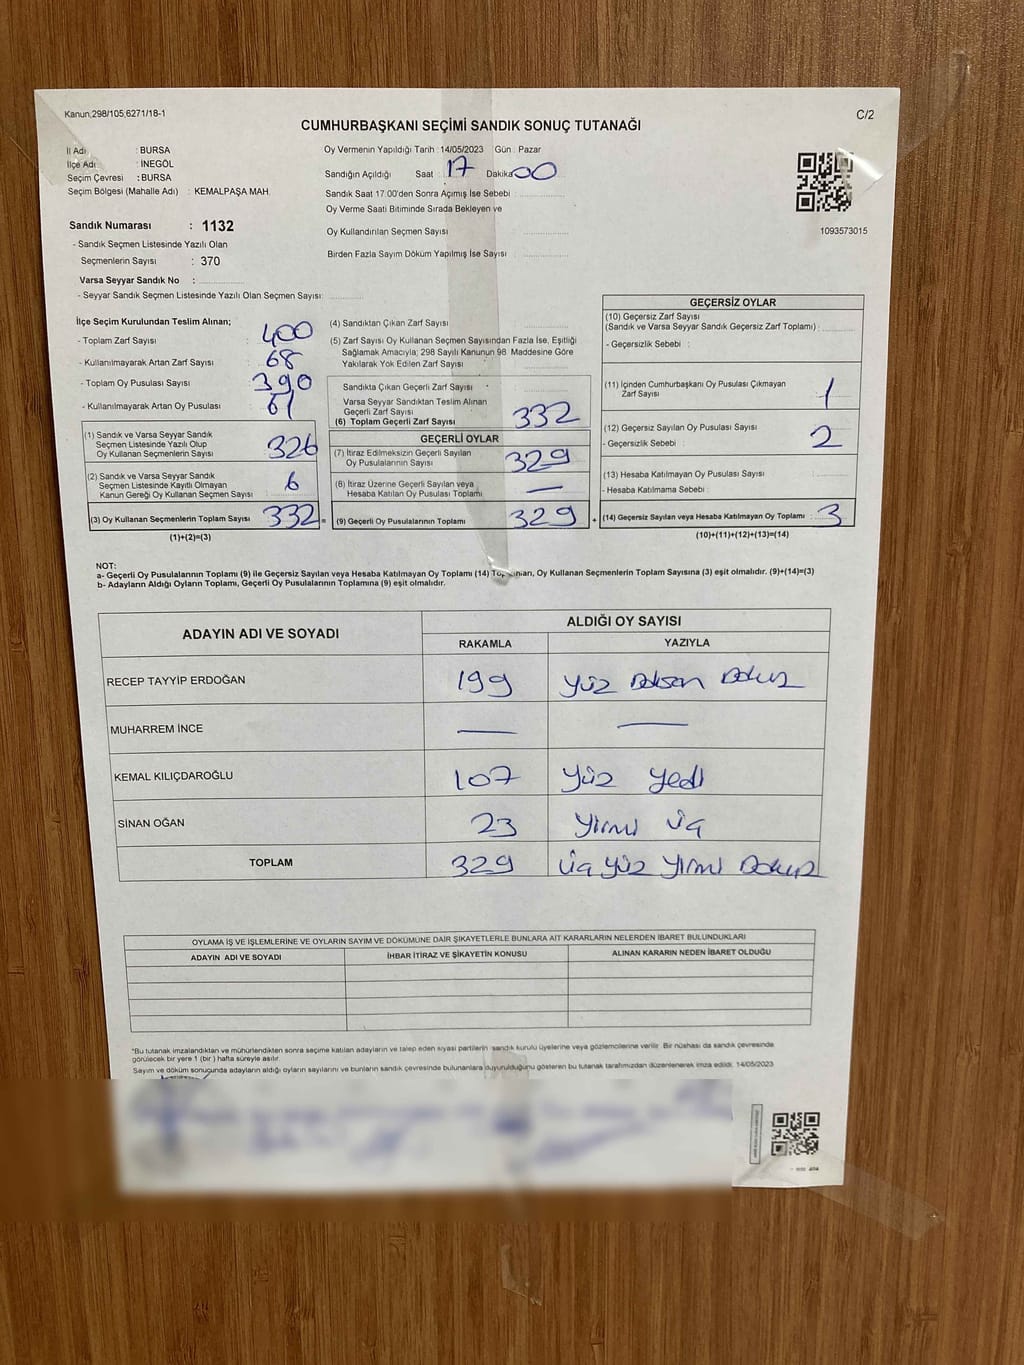 Kanun;298/105;6271/18-1
C/2
CUMHURBAŞKANI SEÇİMİ SANDIK SONUÇ TUTANAĞI
İl Adı : BURSA
İlçe Adı : İNEGÖL
Seçim Çevresi : BURSA
Seçim Bölgesi (Mahalle Adı) : KEMALPAŞA MAH.
Sandık Numarası : 1132
- Sandık Seçmen Listesinde Yazılı Olan
Seçmenlerin Sayısı : 370
Varsa Seyyar Sandık No :
- Seyyar Sandık Seçmen Listesinde Yazılı Olan Seçmen Sayısı:
Oy Vermenin Yapıldığı Tarih : 14/05/2023 Gün : Pazar
Sandığın Açıldığı Saat : 17 Dakika 00
Sandık Saat 17:00'den Sonra Açımış İse Sebebi :
Oy Verme Saati Bitiminde Sırada Bekleyen ve
Oy Kullandırılan Seçmen Sayısı :
Birden Fazla Sayım Döküm Yapılmış İse Sayısı :
1093573015
İlçe Seçim Kurulundan Teslim Alınan;
- Toplam Zarf Sayısı : 400
- Kullanılmayarak Artan Zarf Sayısı : 68
- Toplam Oy Pusulası Sayısı : 390
- Kullanılmayarak Artan Oy Pusulası : 61
(1) Sandık ve Varsa Seyyar Sandık
Seçmen Listesinde Yazılı Olup
Oy Kullanan Seçmenlerin Sayısı : 326
(2) Sandık ve Varsa Seyyar Sandık
Seçmen Listesinde Kayıtlı Olmayan
Kanun Gereği Oy Kullanan Seçmen Sayısı : 6
(3) Oy Kullanan Seçmenlerin Toplam Sayısı : 332 =
(1)+(2)=(3)
(4) Sandıktan Çıkan Zarf Sayısı :
(5) Zarf Sayısı Oy Kullanan Seçmen Sayısından Fazla İse, Eşitliği
Sağlamak Amacıyla; 298 Sayılı Kanunun 98. Maddesine Göre
Yakılarak Yok Edilen Zarf Sayısı :
Sandıkta Çıkan Geçerli Zarf Sayısı :
Varsa Seyyar Sandıktan Teslim Alınan
Geçerli Zarf Sayısı :
(6) Toplam Geçerli Zarf Sayısı : 332
GEÇERLİ OYLAR
(7) İtiraz Edilmeksizin Geçerli Sayılan
Oy Pusulalarının Sayısı : 329
(8) İtiraz Üzerine Geçerli Sayılan veya
Hesaba Katılan Oy Pusulası Toplamı : —
(9) Geçerli Oy Pusulalarının Toplamı : 329 +
GEÇERSİZ OYLAR
(10) Geçersiz Zarf Sayısı
(Sandık ve Varsa Seyyar Sandık Geçersiz Zarf Toplamı) :
- Geçersizlik Sebebi :
(11) İçinden Cumhurbaşkanı Oy Pusulası Çıkmayan
Zarf Sayısı : 1
(12) Geçersiz Sayılan Oy Pusulası Sayısı : 2
- Geçersizlik Sebebi :
(13) Hesaba Katılmayan Oy Pusulası Sayısı :
- Hesaba Katılmama Sebebi :
(14) Geçersiz Sayılan veya Hesaba Katılmayan Oy Toplamı : 3
(10)+(11)+(12)+(13)=(14)
NOT:
a- Geçerli Oy Pusulalarının Toplamı (9) ile Geçersiz Sayılan veya Hesaba Katılmayan Oy Toplamı (14) Toplamları, Oy Kullanan Seçmenlerin Toplam Sayısına (3) eşit olmalıdır. (9)+(14)=(3)
b- Adayların Aldığı Oyların Toplamı, Geçerli Oy Pusulalarının Toplamına (9) eşit olmalıdır.
ADAYIN ADI VE SOYADI
ALDIĞI OY SAYISI
RAKAMLA YAZIYLA
RECEP TAYYİP ERDOĞAN 199 Yüz Doksan Dokuz
MUHARREM İNCE — —
KEMAL KILIÇDAROĞLU 107 Yüz Yedi
SİNAN OĞAN 23 Yirmi Üç
TOPLAM 329 Üç Yüz Yirmi Dokuz
OYLAMA İŞ VE İŞLEMLERİNE VE OYLARIN SAYIM VE DÖKÜMÜNE DAİR ŞİKAYETLERLE BUNLARA AİT KARARLARIN NELERDEN İBARET BULUNDUKLARI
ADAYIN ADI VE SOYADI İHBAR İTİRAZ VE ŞİKAYETİN KONUSU ALINAN KARARIN NEDEN İBARET OLDUĞU
*Bu tutanak imzalandıktan ve mühürlendikten sonra seçime katılan adayların ve talep eden siyasi partilerin sandık kurulu üyelerine veya gözlemcilerine verilir. Bir nüshası da sandık çevresinde
görülecek bir yere 1 (bir) hafta süreyle asılır.
Sayım ve döküm sonucunda adayların aldığı oyların sayılarını ve bunların sandık çevresinde bulunanlara duyurulduğunu gösteren bu tutanak tarafımızdan düzenlenerek imza edildi. 14/05/2023